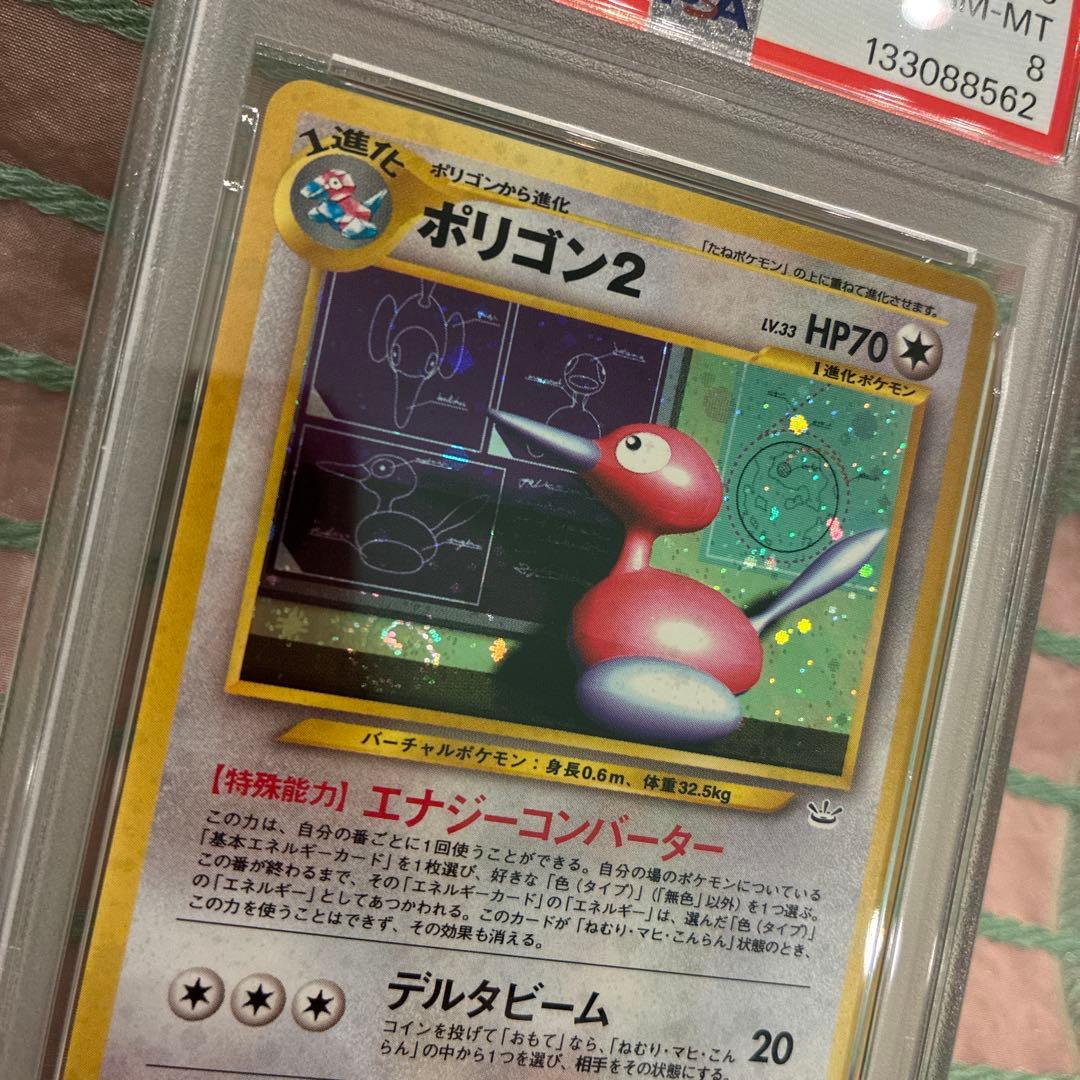 PSA
NM-MT
8
133088562
1進化
ポリゴンから進化
ポリゴン2
「たねポケモン」の上に重ねて進化させます。
LV.33 HP70
1進化ポケモン
バーチャルポケモン：身長0.6m、体重32.5kg
【特殊能力】エナジーコンバーター
この力は、自分の番ごとに1回使うことができる。自分の場のポケモンについている
「基本エネルギーカード」を1枚選び、好きな「色（タイプ）」（「無色」以外）を1つ選ぶ。
この番が終わるまで、その「エネルギーカード」の「エネルギー」は、選んだ「色（タイプ）」
の「エネルギー」としてあつかわれる。このカードが「ねむり・マヒ・こんらん」状態のとき、
この力を使うことはできず、その効果も消える。
デルタビーム
コインを投げて「おもて」なら、「ねむり・マヒ・こん
らん」の中から1つを選び、相手をその状態にする。
20